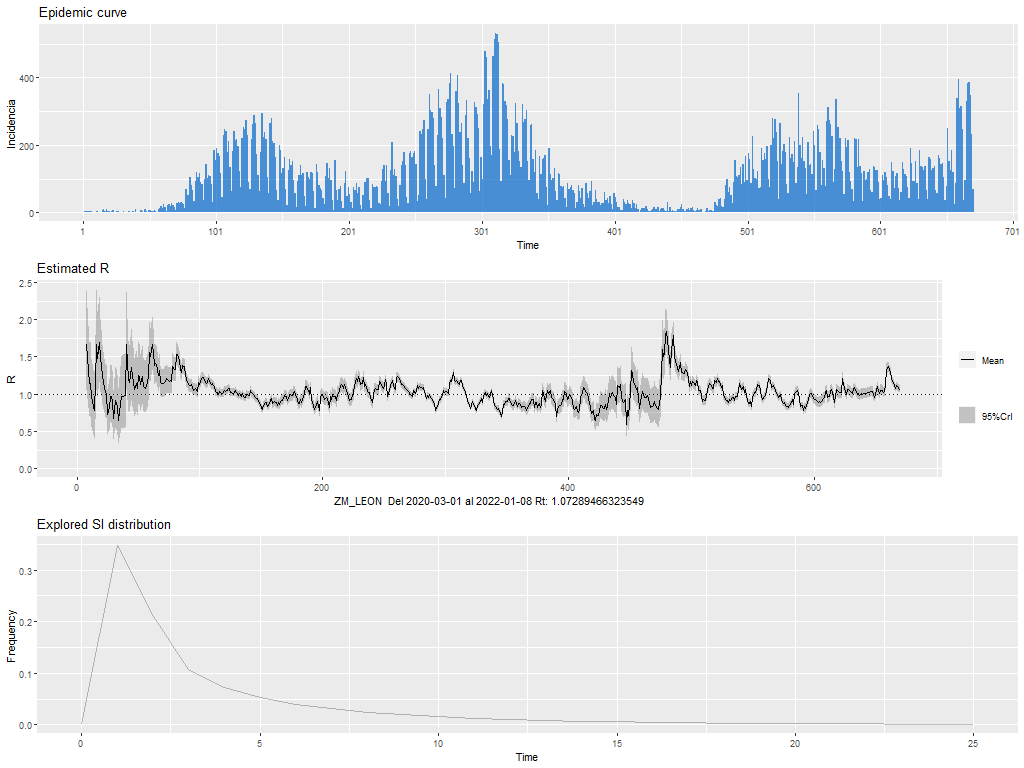 Epidemic curve
Incidencia
400
200
0
1
101
201
301
401
501
601
701
Time
Estimated R
R
2.5
2.0
1.5
1.0
0.5
0.0
0
200
400
600
Mean
95%CrI
ZM_LEON Del 2020-03-01 al 2022-01-08 Rt: 1.07289466323549
Explored SI distribution
Frequency
0.3
0.2
0.1
0.0
0
5
10
15
20
25
Time